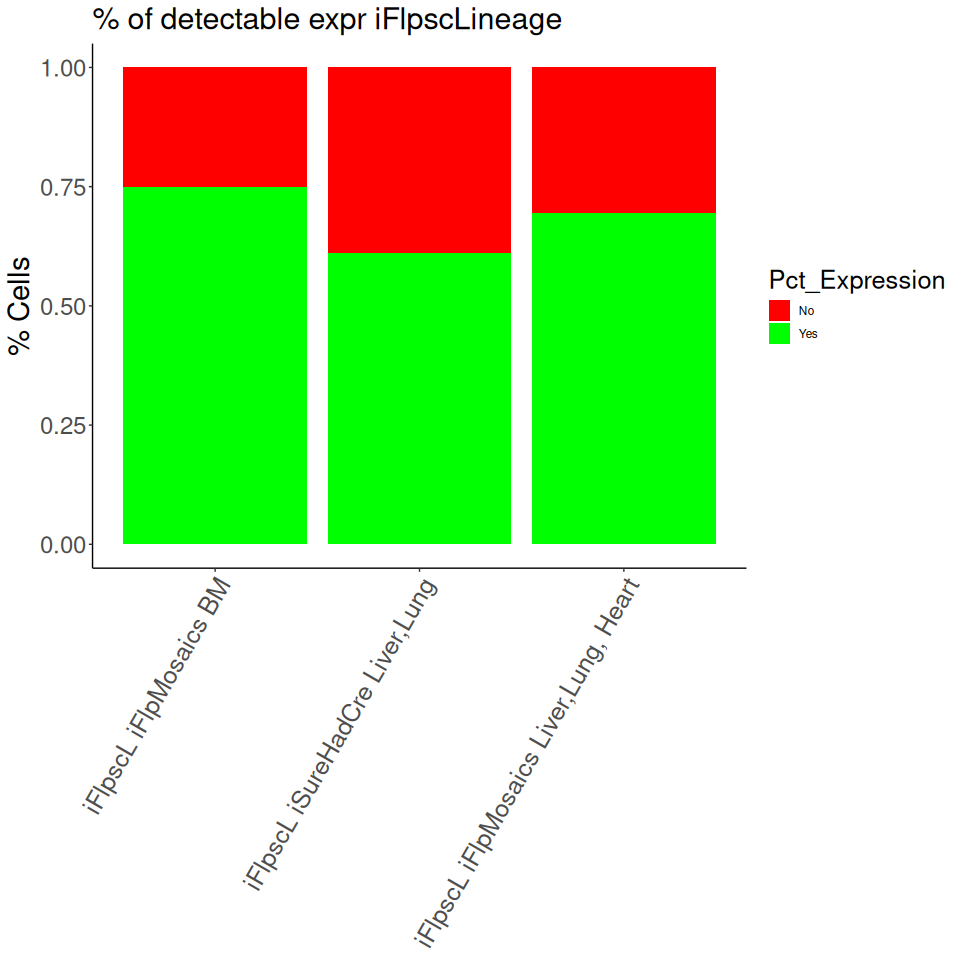 % of detectable expr iFlpscLineage
% Cells
1.00
0.75
0.50
0.25
0.00
iFlpscL iFlpMosaics BM
iFlpscL iSureHadCre Liver,Lung
iFlpscL iFlpMosaics Liver,Lung, Heart
Pct_Expression
No
Yes